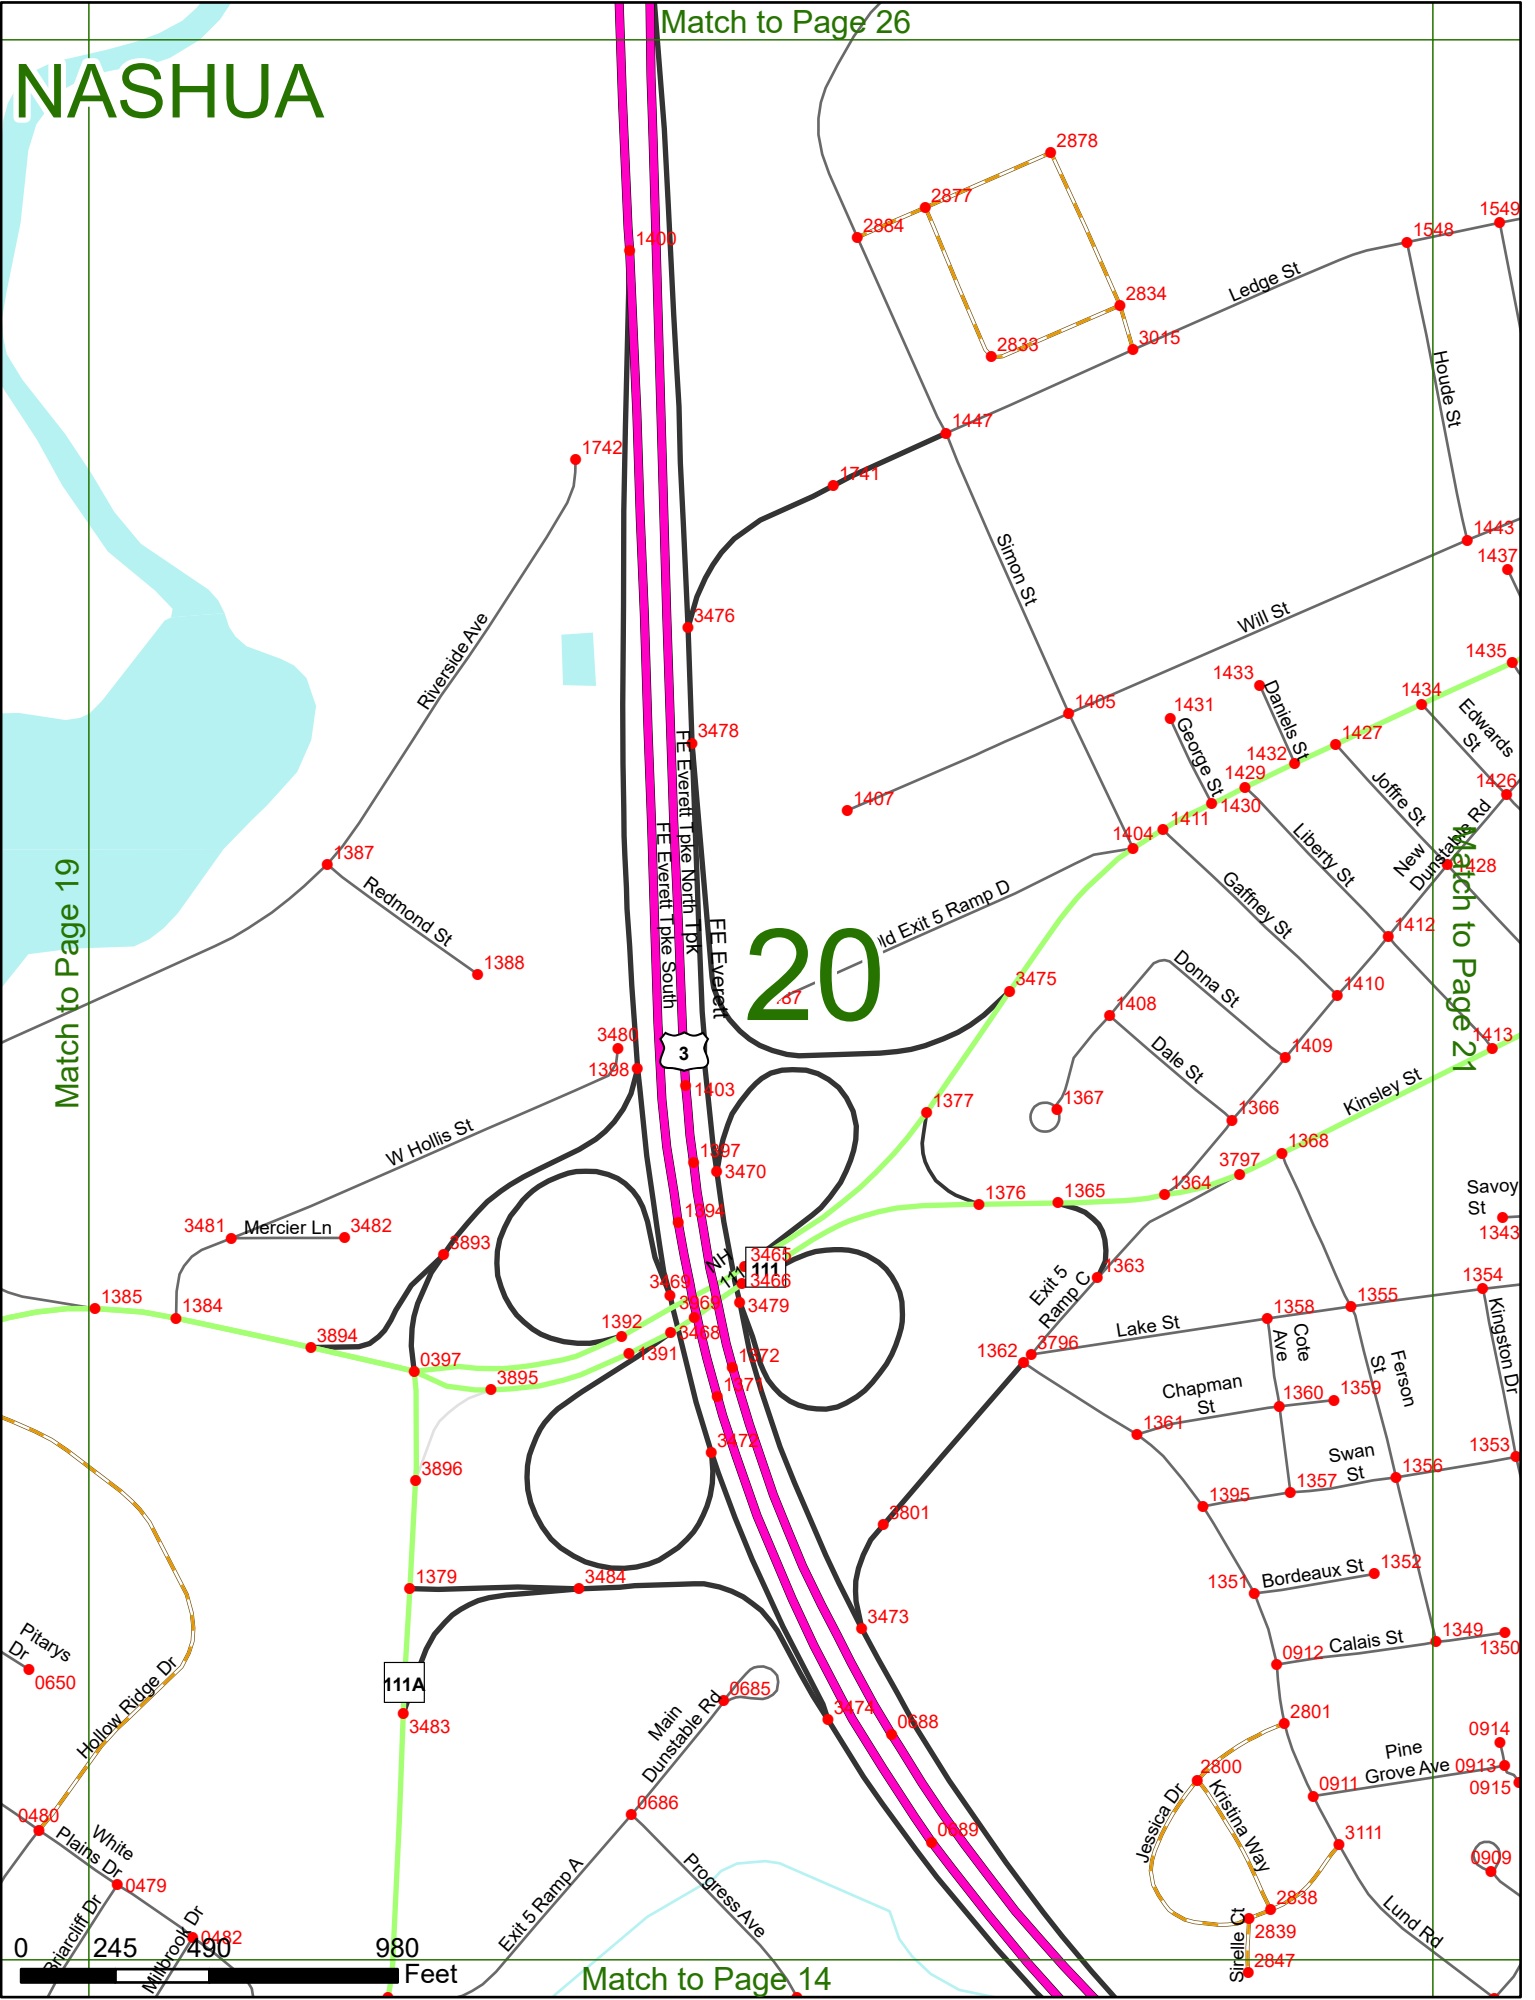 Match to Page 26
NASHUA
2878
2877
2884
1549
1548
1400
Ledge St
2834
2833
3015
Houde St
1447
1742
1741
1443
1437
Simon St
Will St
3476
Riverside Ave
1435
1433
1434
Daniels St
1431
George St
1405
Edwards
St
3478
1427
1432
1429
1426
Joffre St
1407
1430
1411
1404
FE Everett Tpke North
FE Everett Tpke South
Tpk
FE Everett
Liberty St
New
Dunstable Rd
1428
1387
Redmond St
Gaffney St
Match to Page 19
Match to Page 21
ld Exit 5 Ramp D
20
1412
1388
87
3475
Donna St
1410
1408
3480
1398
3
1403
Dale St
1409
1413
1377
1367
Kinsley St
1366
W Hollis St
1397
3470
1368
3797
1364
1376
1365
Savoy
St
1343
3481
Mercier Ln
3482
1394
3893
NH
111
3465
111
3466
1363
Exit 5
Ramp C
1385
1384
3469
3969
3479
1354
1355
1358
3894
1392
3468
1391
Lake St
Cote
Ave
Kingston Dr
3796
1362
0397
1372
Ferson
St
3895
1371
Chapman
St
1360
1359
1361
3472
Swan
St
1353
3896
1357
1356
1395
3801
1379
3484
Bordeaux St
1352
1351
3473
Calais St
1349
1350
0912
Pitarys
Dr
0650
Hollow Ridge Dr
111A
3483
Main
Dunstable Rd
0685
3474
0688
2801
0914
Pine
Grove Ave
0913
0915
2800
0911
Jessica Dr
Kristina Way
0480
White
Plains Dr
0686
0689
3111
0909
0479
Briarcliff Dr
Millbrook Dr
0482
Exit 5 Ramp A
Progress Ave
2838
2839
Sirelle Ct
2847
Lund Rd
0 245 490 980
Feet
Match to Page 14